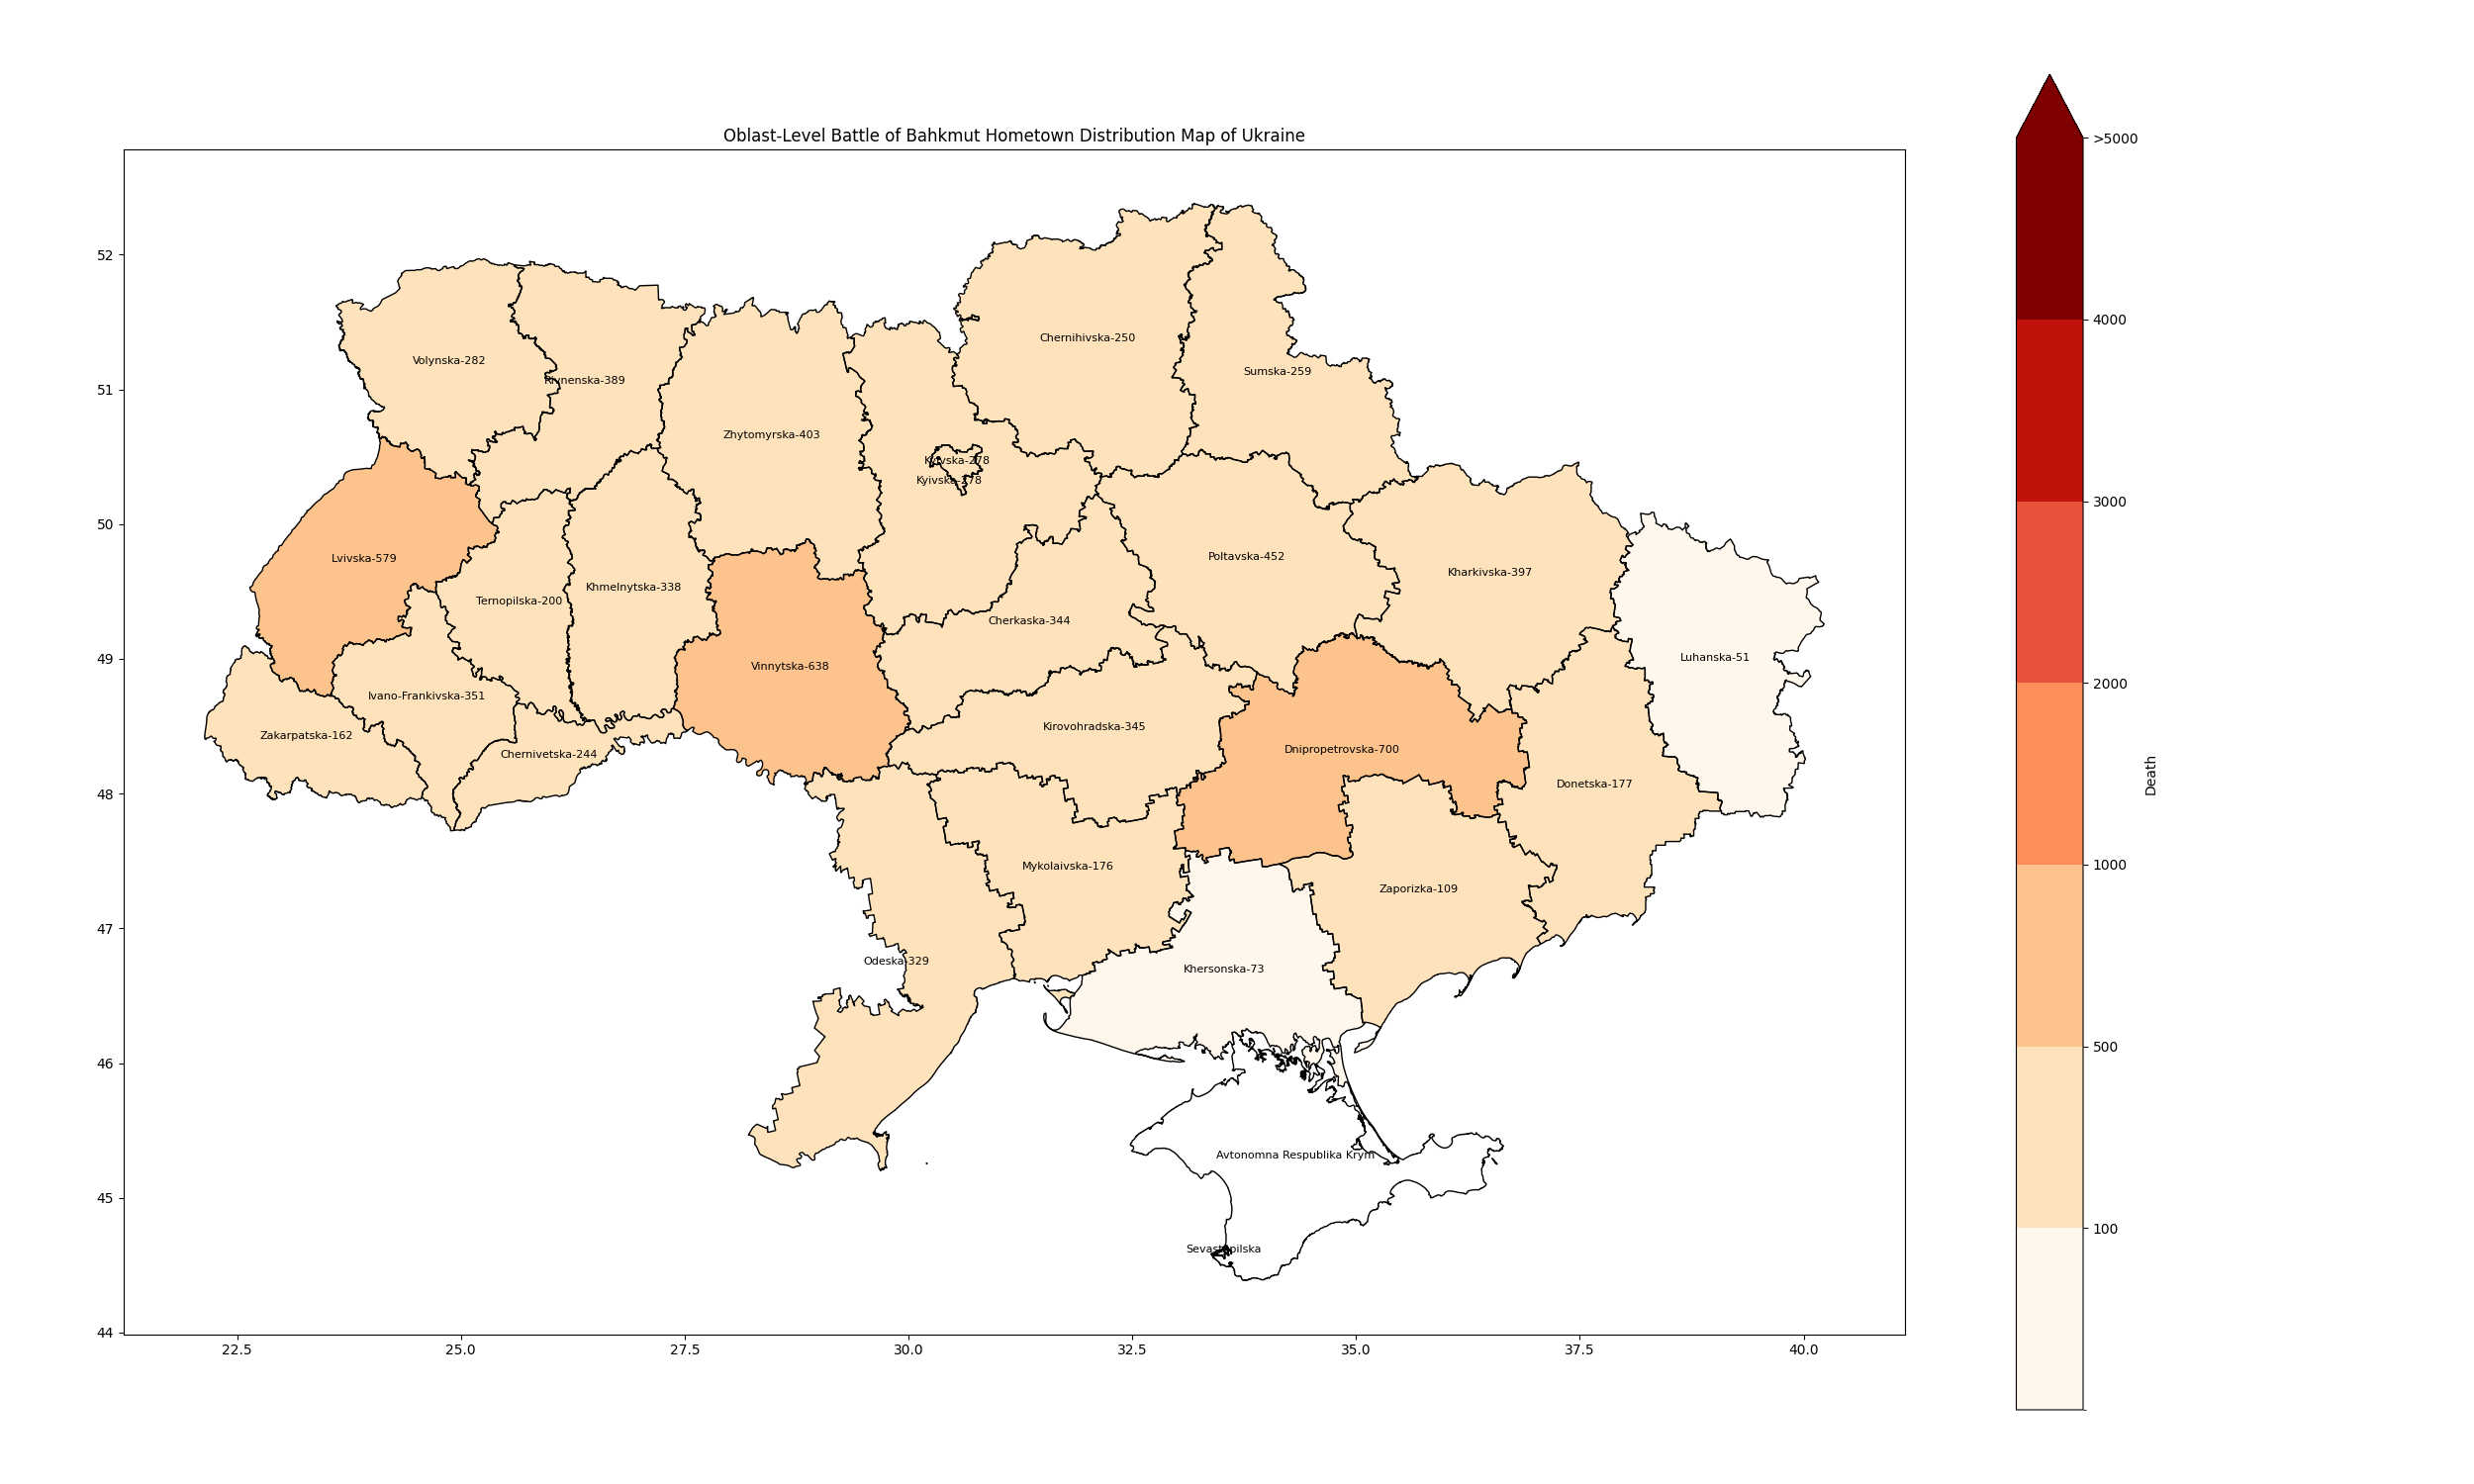 Oblast-Level Battle of Bahkmut Hometown Distribution Map of Ukraine
>5000
4000
3000
2000
1000
500
100
Death
52
51
50
49
48
47
46
45
44
22.5
25.0
27.5
30.0
32.5
35.0
37.5
40.0
Chernihivska-250
Volynska-282
Sumska-259
Rivnenska-389
Zhytomyrska-403
Kyivska-278
Kyivska-278
Lvivska-579
Poltavska-452
Kharkivska-397
Khmelnytska-338
Ternopilska-200
Cherkaska-344
Luhanska-51
Vinnytska-638
Ivano-Frankivska-351
Kirovohradska-345
Zakarpatska-162
Dnipropetrovska-700
Chernivetska-244
Donetska-177
Mykolaivska-176
Zaporizka-109
Odeska-329
Khersonska-73
Avtonomna Respublika Krym
Sevastopilska